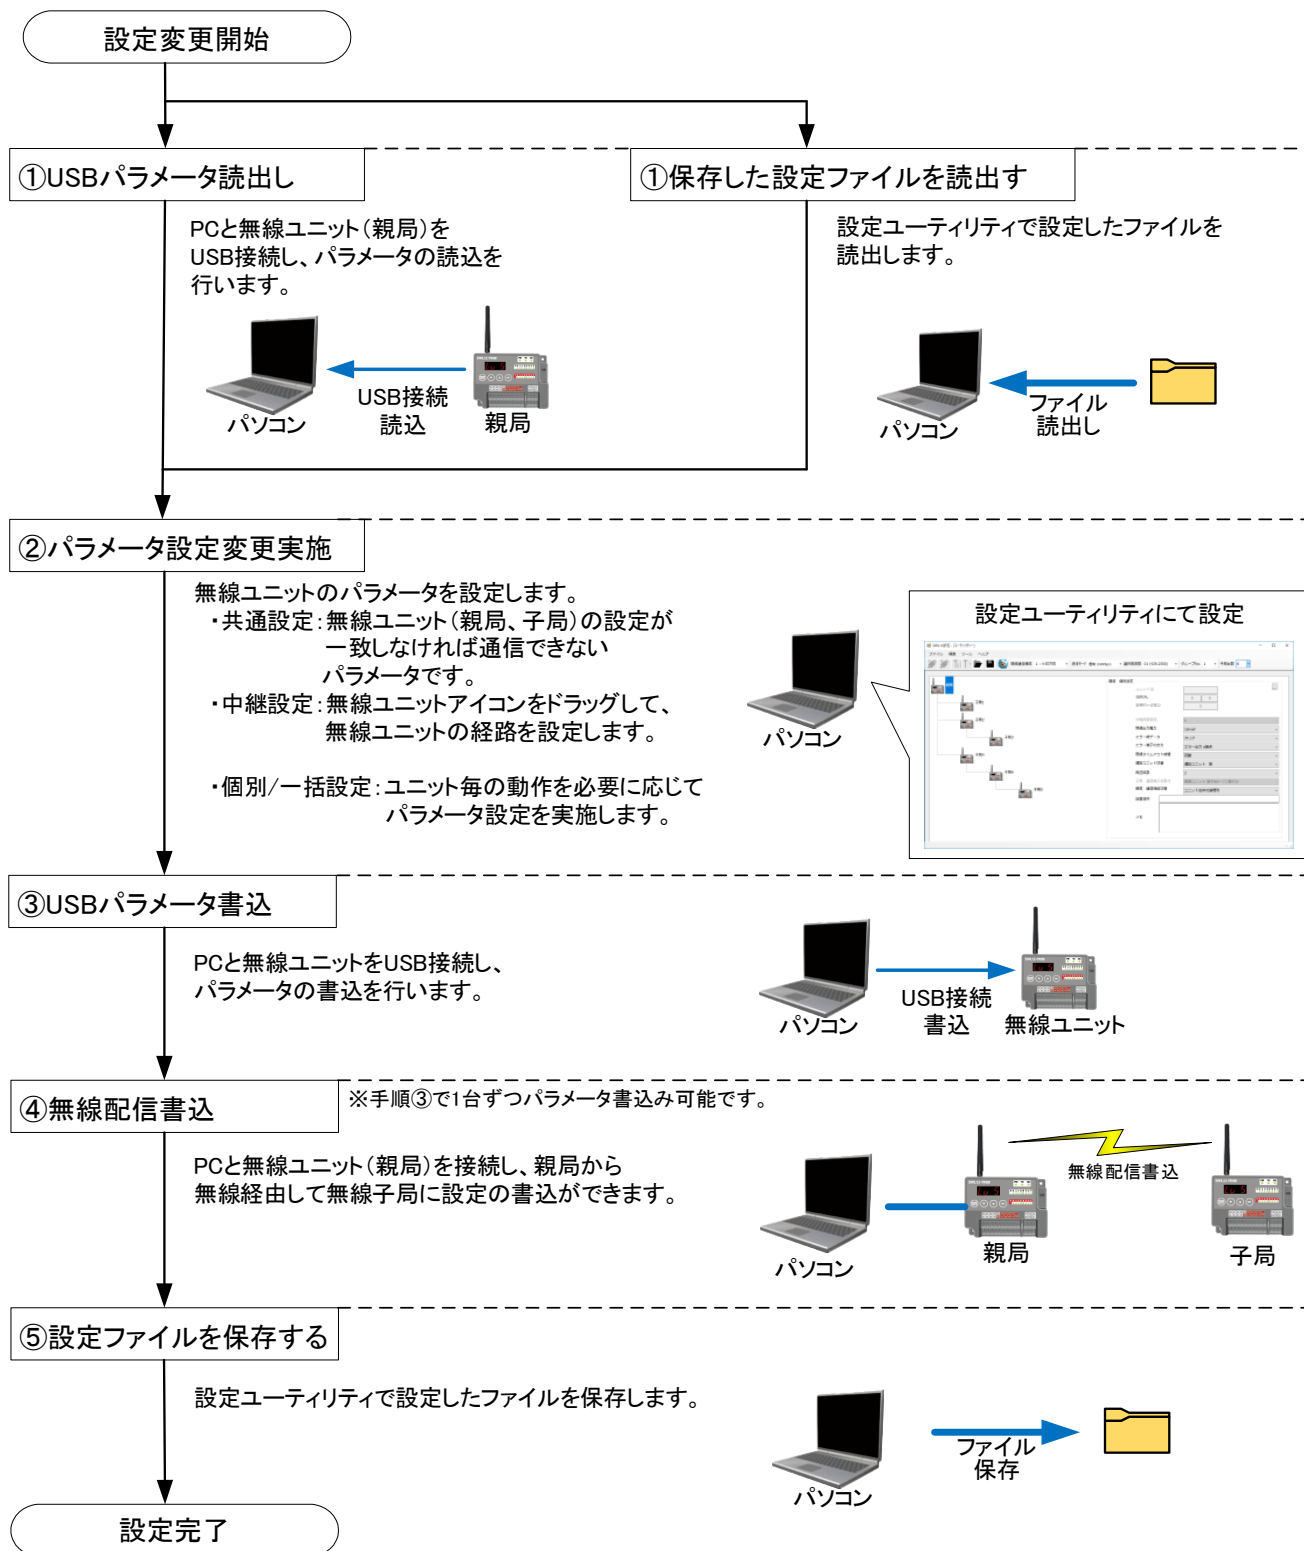 設定変更開始
①USBパラメータ読出し
PCと無線ユニット（親局）を
USB接続し、パラメータの読込を
行います。
パソコン
USB接続
読込
親局
①保存した設定ファイルを読出す
設定ユーティリティで設定したファイルを
読出します。
パソコン
ファイル
読出し
②パラメータ設定変更実施
無線ユニットのパラメータを設定します。
・共通設定：無線ユニット（親局、子局）の設定が
一致しなければ通信できない
パラメータです。
・中継設定：無線ユニットアイコンをドラッグして、
無線ユニットの経路を設定します。
・個別/一括設定：ユニット毎の動作を必要に応じて
パラメータ設定を実施します。
パソコン
設定ユーティリティにて設定
③USBパラメータ書込
PCと無線ユニットをUSB接続し、
パラメータの書込を行います。
パソコン
USB接続
書込
無線ユニット
④無線配信書込
※手順③で1台ずつパラメータ書込み可能です。
PCと無線ユニット（親局）を接続し、親局から
無線経由して無線子局に設定の書込ができます。
パソコン
親局
無線配信書込
子局
⑤設定ファイルを保存する
設定ユーティリティで設定したファイルを保存します。
パソコン
ファイル
保存
設定完了